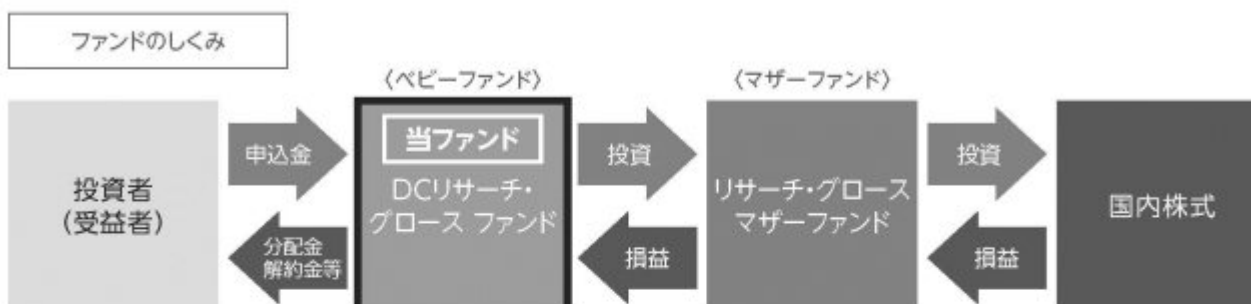 ファンドのしくみ
〈ベビーファンド〉
〈マザーファンド〉
投資者
(受益者)
申込金
分配金
解約金等
当ファンド
DCリサーチ・
グロース ファンド
投資
損益
リサーチ・グロース
マザーファンド
投資
損益
国内株式